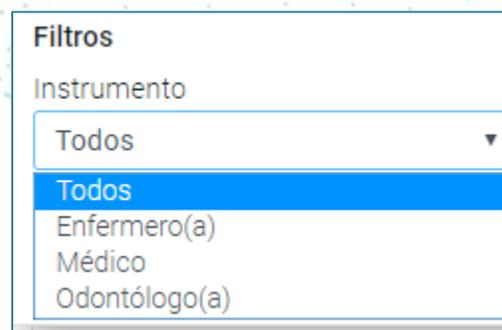 Filtros
Instrumento
Todos
Todos
Enfermero(a)
Médico
Odontólogo(a)